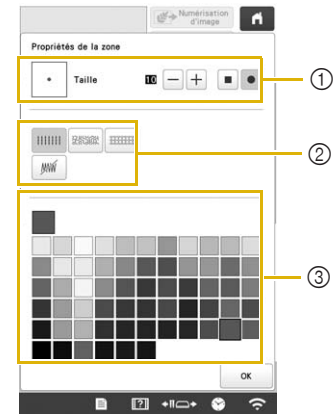 Numérisation
d'image
Propriétés de la zone
Taille
10
①
②
③
OK